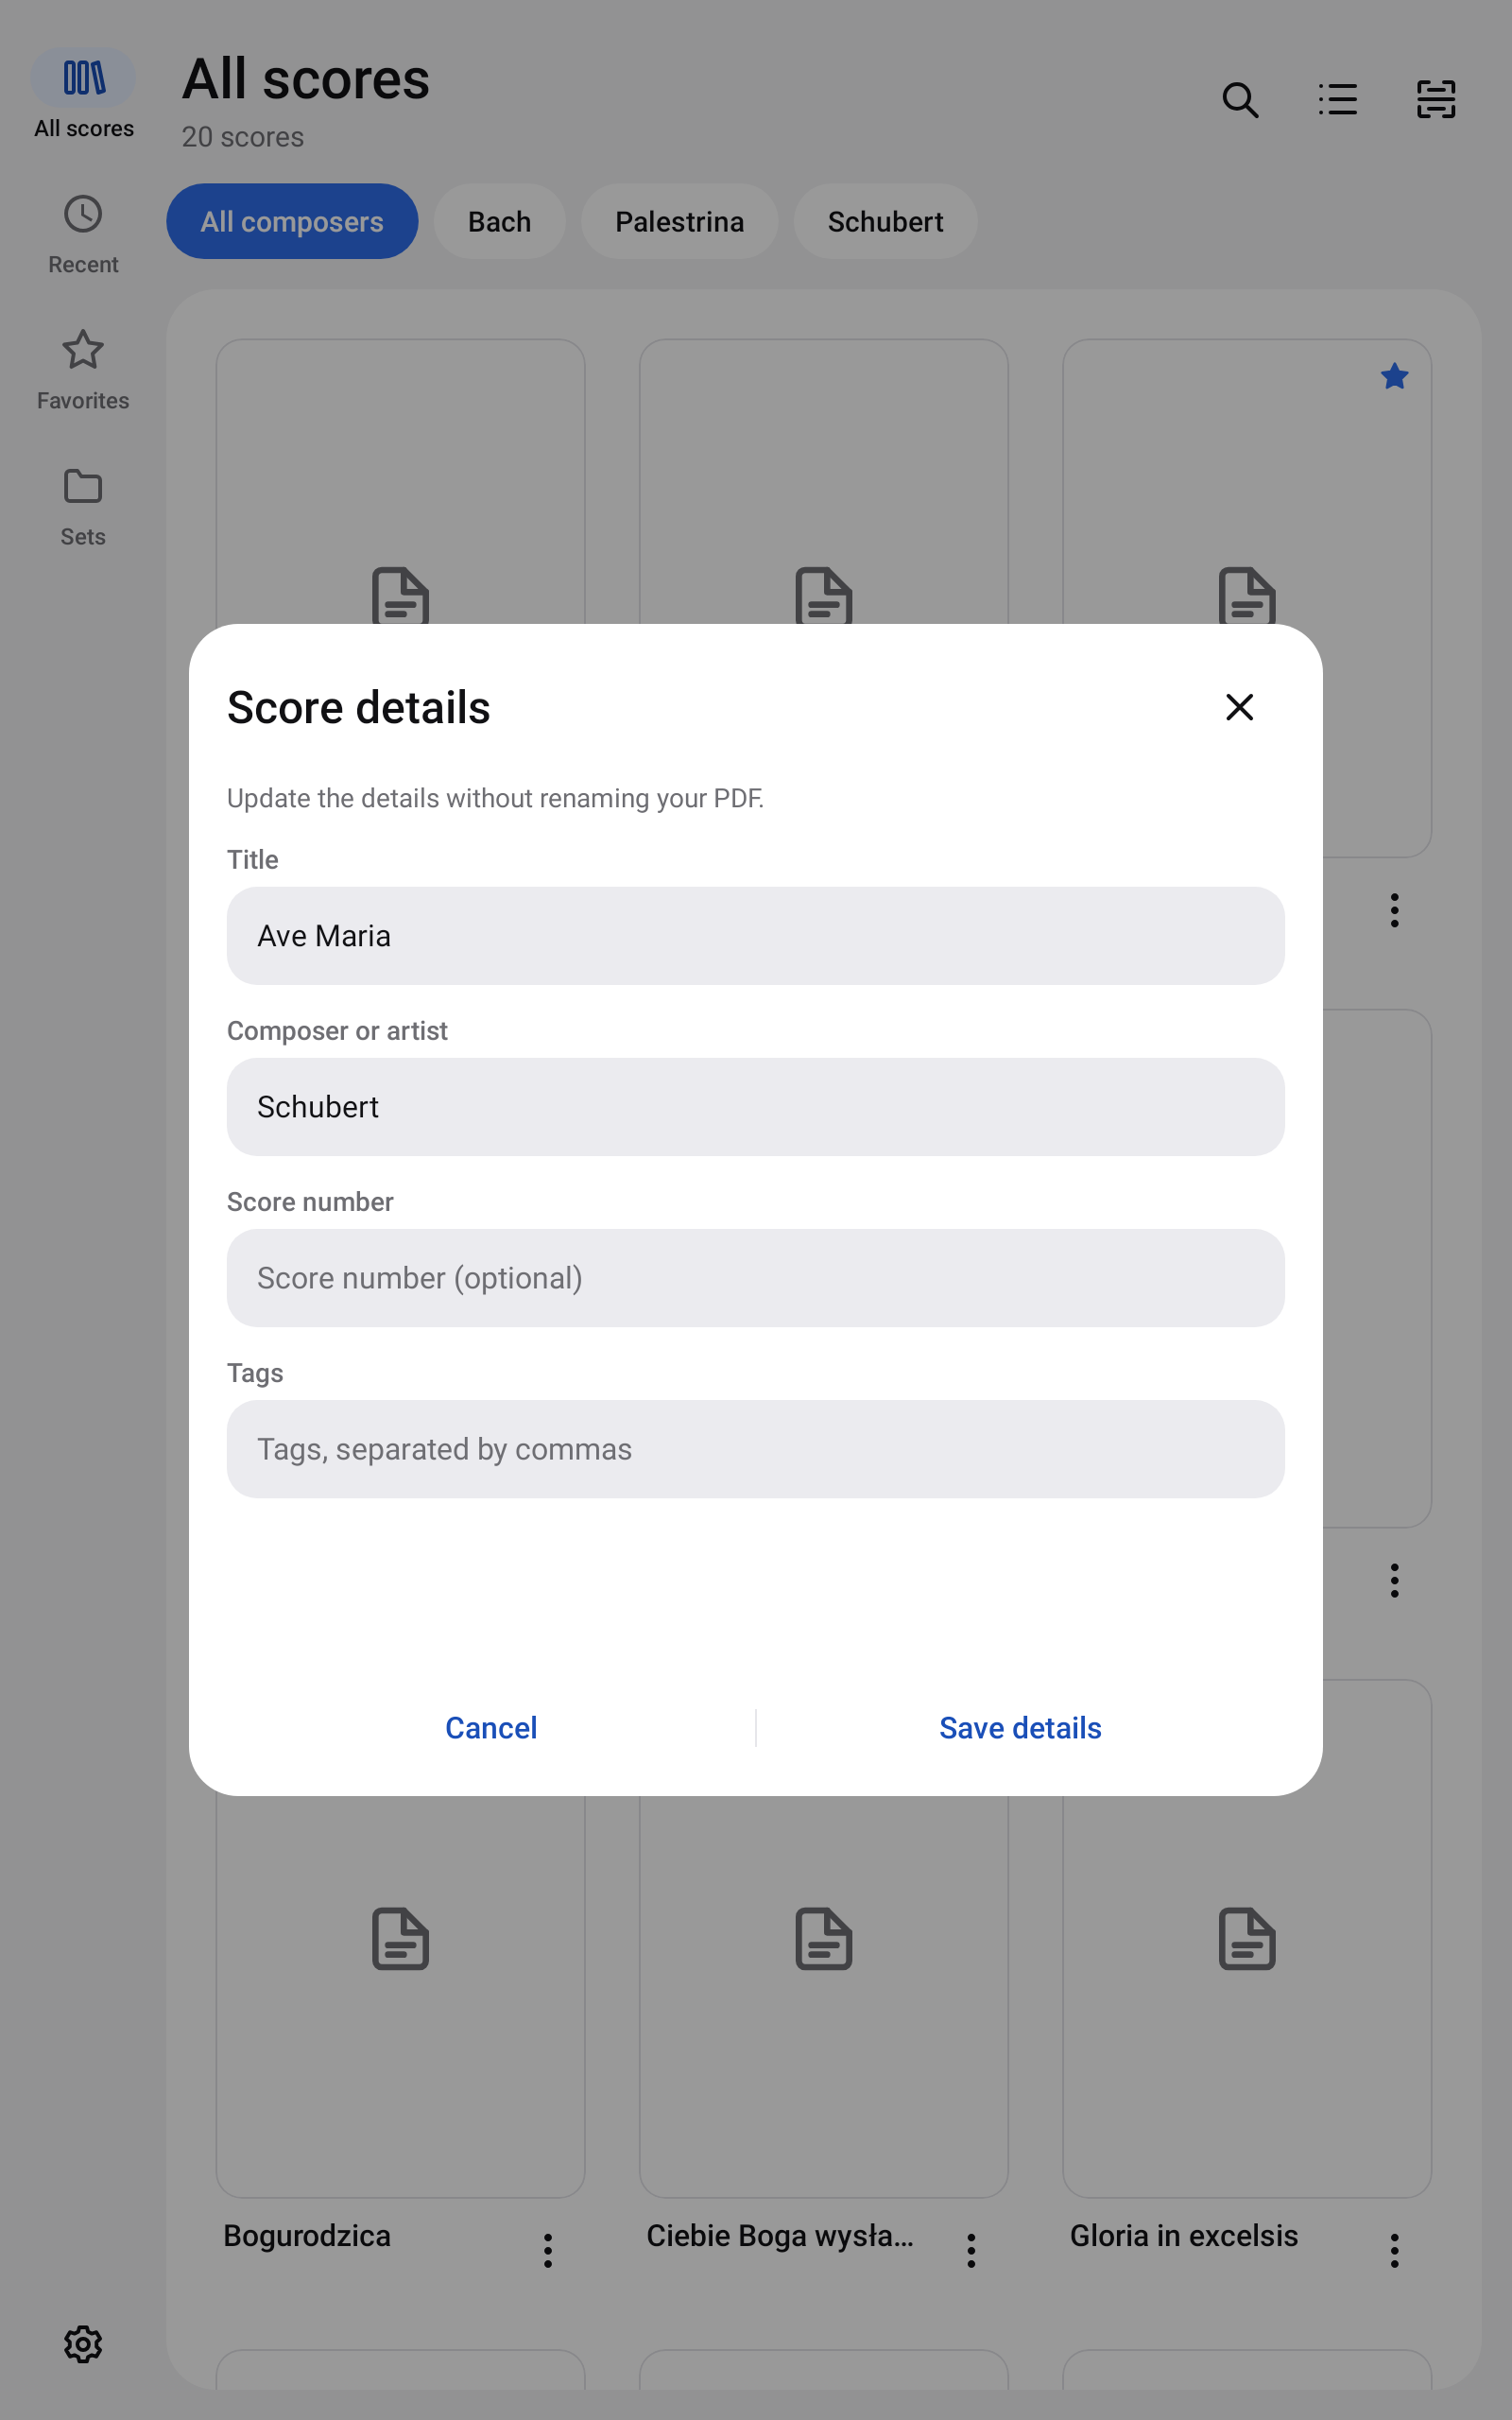 All scores
20 scores
All scores
Recent
Favorites
Sets
All composers
Bach
Palestrina
Schubert
Score details
Update the details without renaming your PDF.
Title
Ave Maria
Composer or artist
Schubert
Score number
Score number (optional)
Tags
Tags, separated by commas
Cancel
Save details
Bogurodzica
Ciebie Boga wysła...
Gloria in excelsis